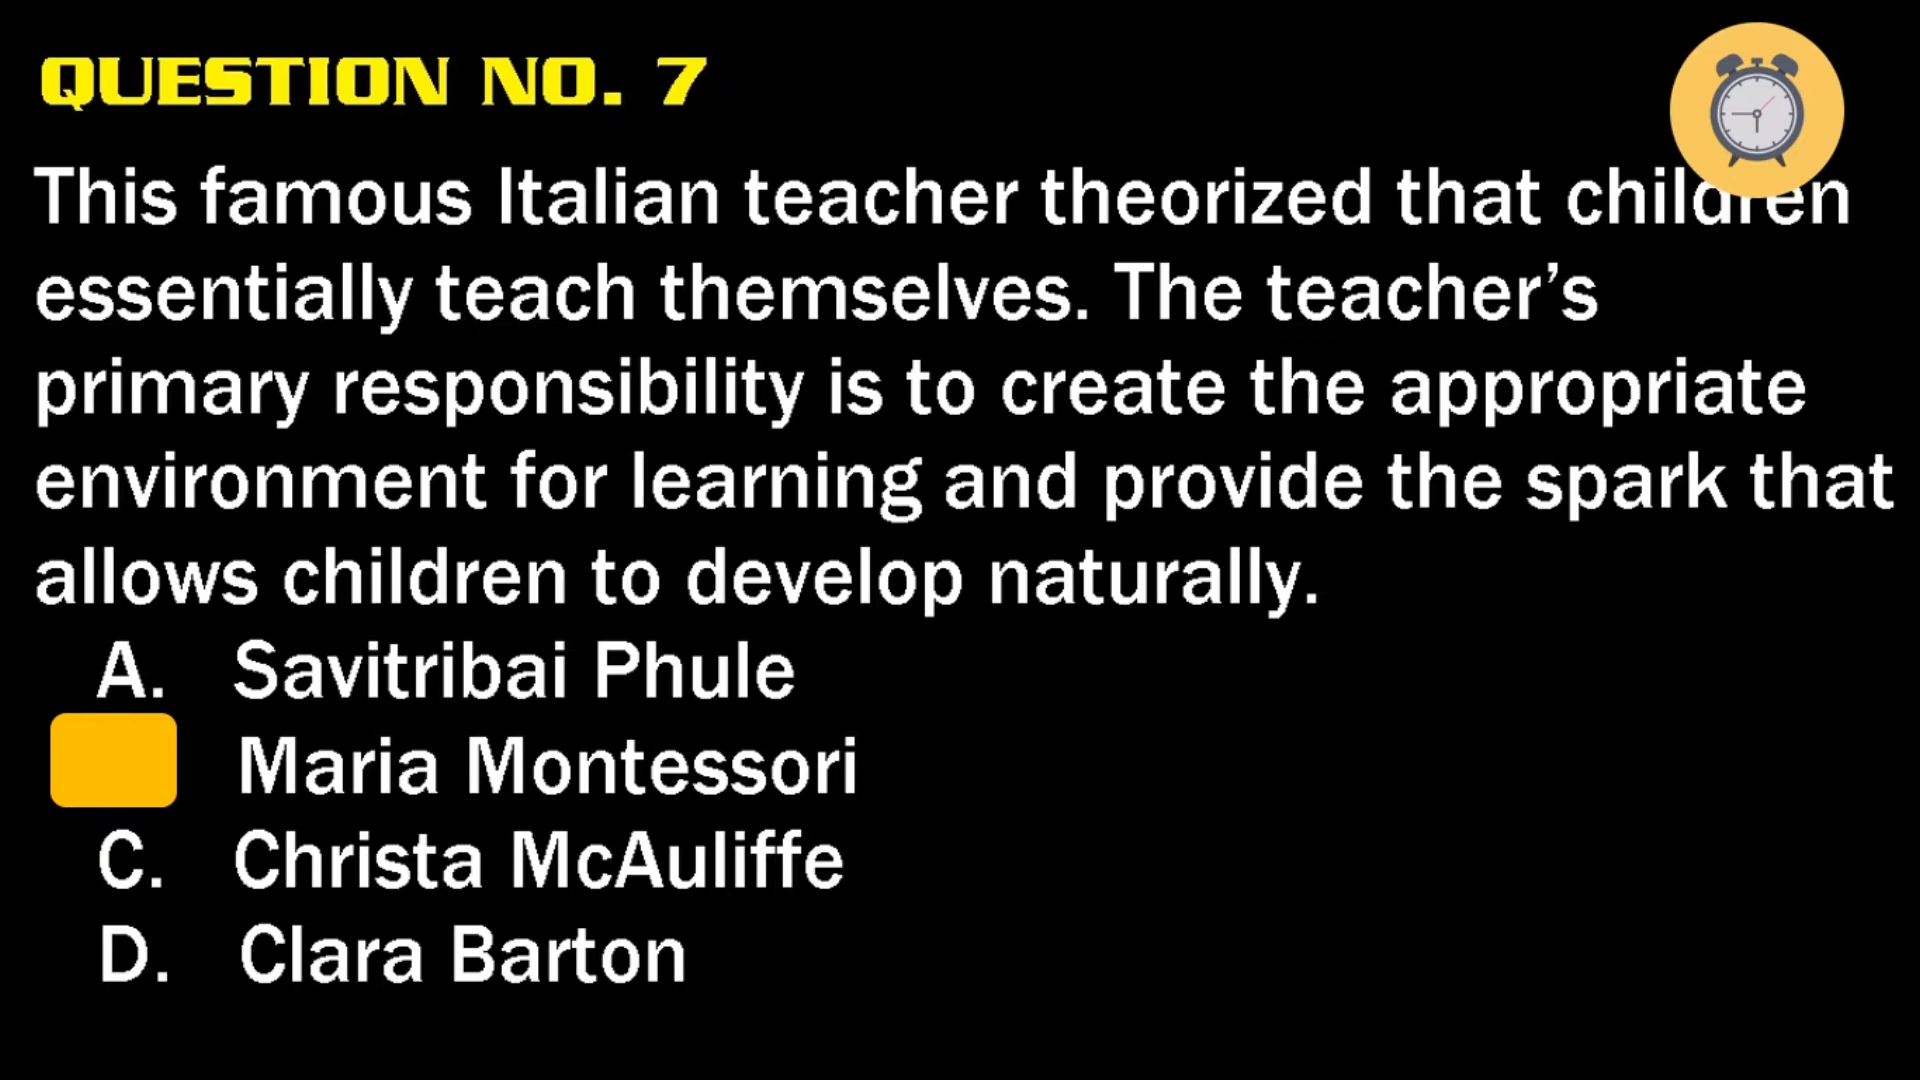 QUESTION NO. 7
This famous Italian teacher theorized that children
essentially teach themselves. The teacher’s
primary responsibility is to create the appropriate
environment for learning and provide the spark that
allows children to develop naturally.
A. Savitribai Phule
Maria Montessori
C. Christa McAuliffe
D. Clara Barton